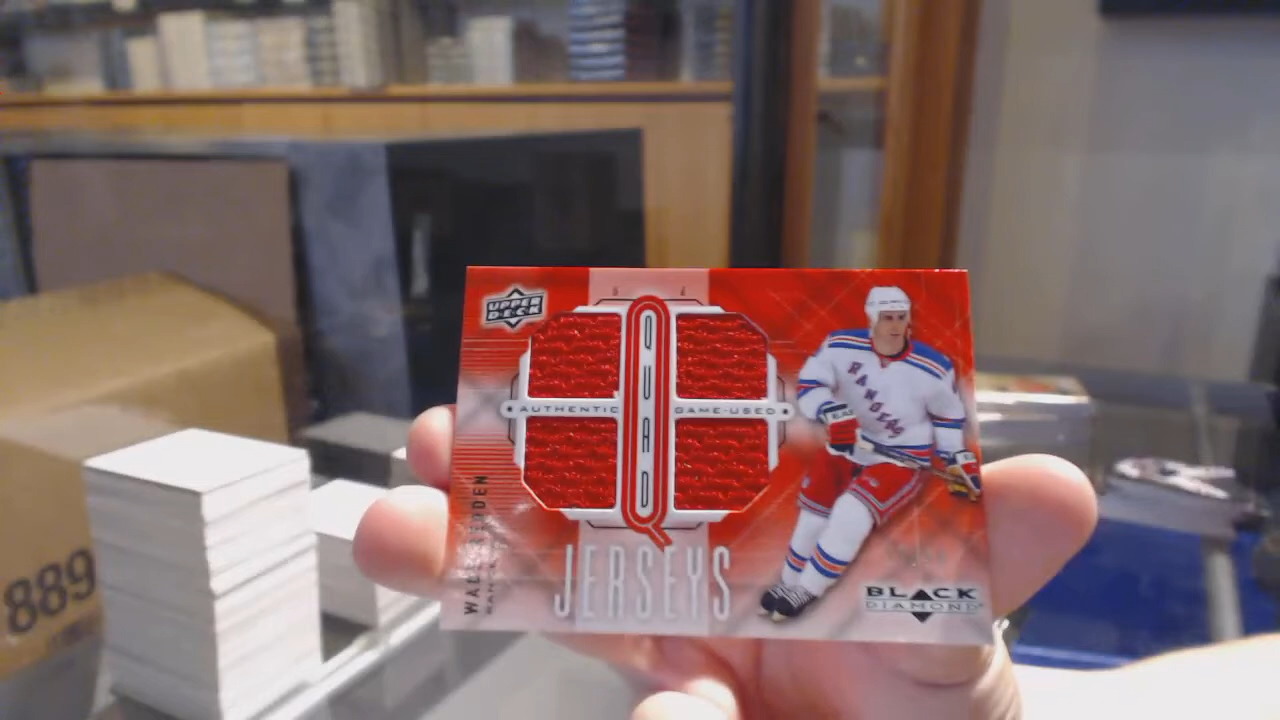 UPPER
DECK
QUAD
AUTHENTIC GAME-USED
JERSEYS
RANGERS
BLACK
DIAMOND
889